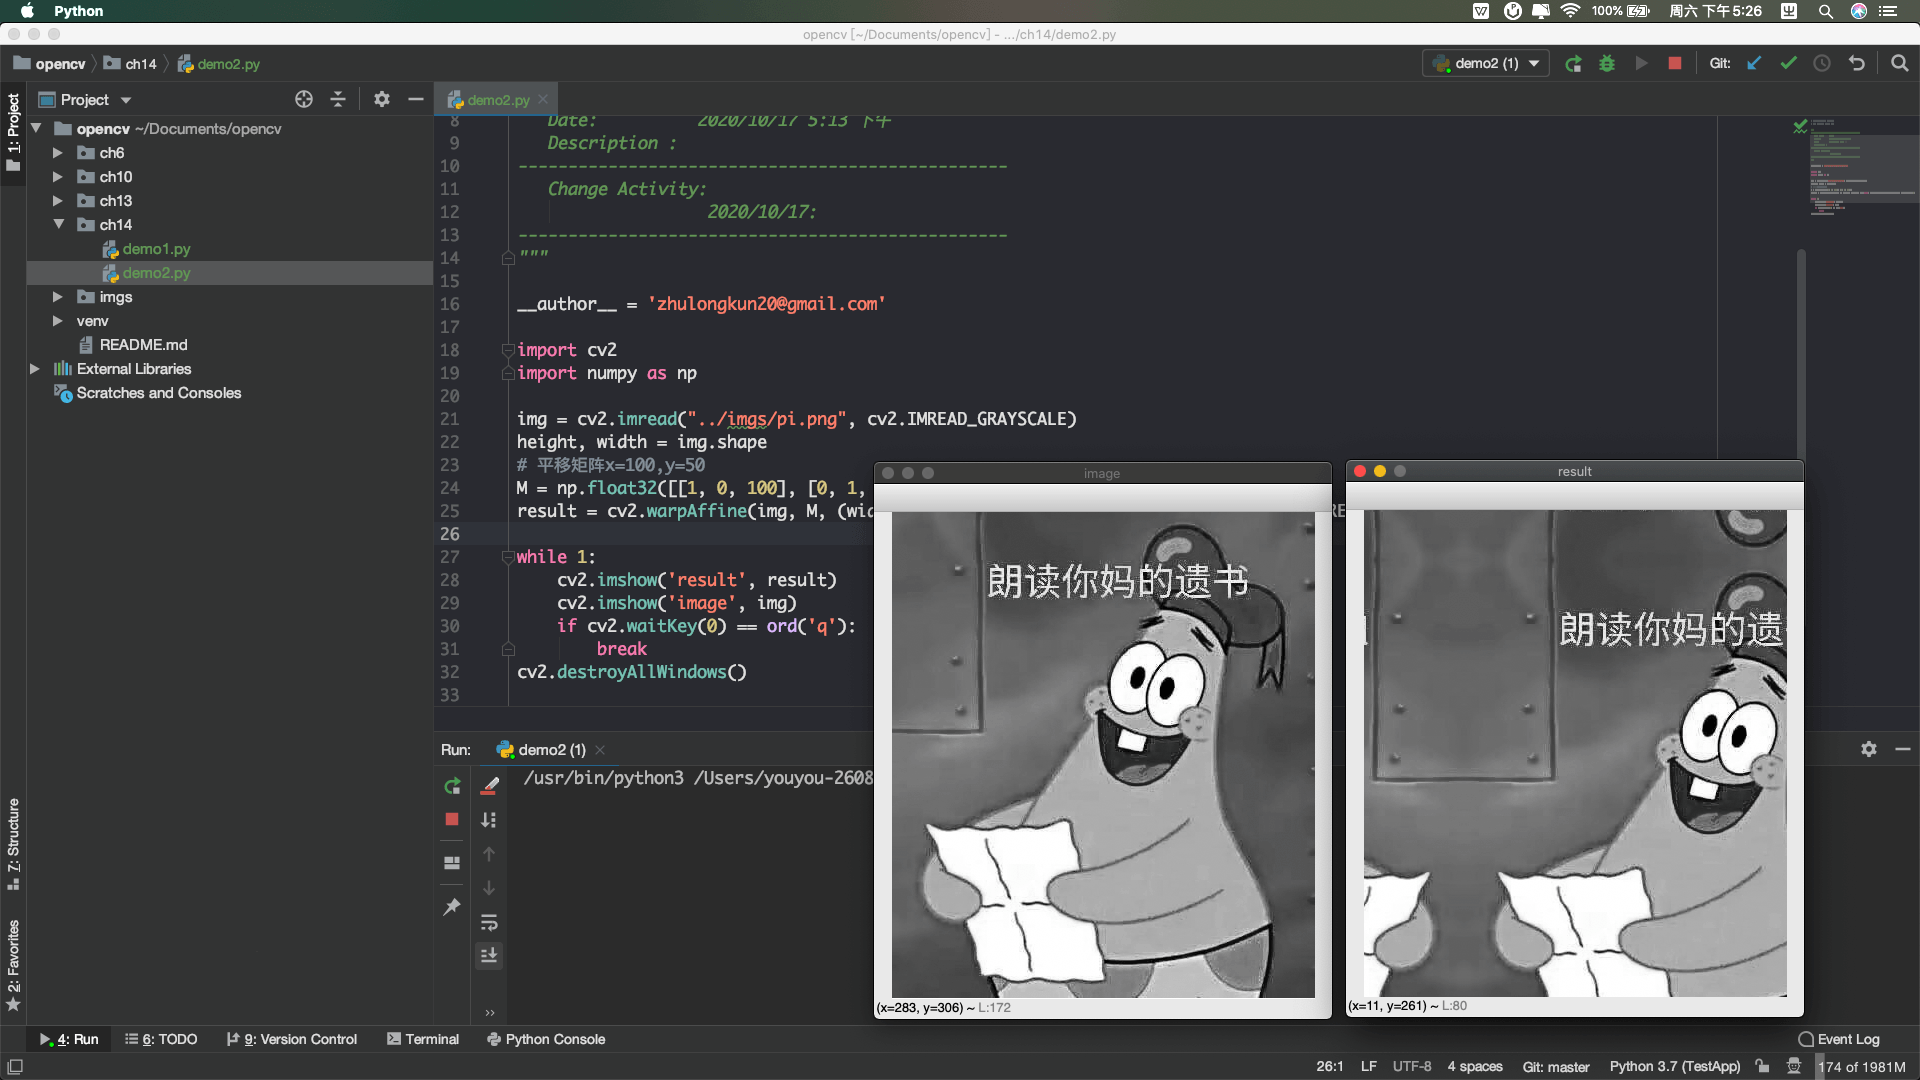 Python
100%
周六 下午5:26
opencv [~/Documents/opencv] - .../ch14/demo2.py
opencv
ch14
demo2.py
demo2 (1)
Git:
1: Project
Project
demo2.py
opencv ~/Documents/opencv
ch6
ch10
ch13
ch14
demo1.py
demo2.py
imgs
venv
README.md
External Libraries
Scratches and Consoles
7: Structure
2: Favorites
8 Date: 2020/10/17 5:13 下午
9 Description :
10 -------------------------------------------------
11 Change Activity:
12 2020/10/17:
13 -------------------------------------------------
14 """
15
16 __author__ = 'zhulongkun20@gmail.com'
17
18 import cv2
19 import numpy as np
20
21 img = cv2.imread("../imgs/pi.png", cv2.IMREAD_GRAYSCALE)
22 height, width = img.shape
23 # 平移矩阵x=100,y=50
24 M = np.float32([[1, 0, 100], [0, 1,
25 result = cv2.warpAffine(img, M, (wid
26
27 while 1:
28 cv2.imshow('result', result)
29 cv2.imshow('image', img)
30 if cv2.waitKey(0) == ord('q'):
31 break
32 cv2.destroyAllWindows()
33
image
朗读你妈的遗书
(x=283, y=306) ~ L:172
result
朗读你妈的遗
(x=11, y=261) ~ L:80
Run:
demo2 (1)
/usr/bin/python3 /Users/youyou-2608
4: Run
6: TODO
9: Version Control
Terminal
Python Console
Event Log
26:1
LF
UTF-8
4 spaces
Git: master
Python 3.7 (TestApp)
174 of 1981M